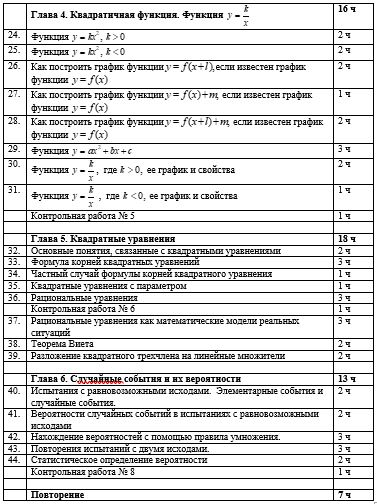 Глава 4. Квадратичная функция. Функция y = k/x 16 ч
24. Функция y = kx², k > 0 2 ч
25. Функция y = kx², k < 0 2 ч
26. Как построить график функции y = f(x+l), если известен график 2 ч
функции y = f(x)
27. Как построить график функции y = f(x)+m, если известен график 1 ч
функции y = f(x)
28. Как построить график функции y = f(x+l)+m, если известен график 2 ч
функции y = f(x)
29. Функция y = ax² + bx + c 3 ч
30. Функция y = k/x, где k > 0, ее график и свойства 2 ч
31. Функция y = k/x, где k < 0, ее график и свойства 1 ч
Контрольная работа № 5 1 ч
Глава 5. Квадратные уравнения 18 ч
32. Основные понятия, связанные с квадратными уравнениями 2 ч
33. Формула корней квадратных уравнений 3 ч
34. Частный случай формулы корней квадратного уравнения 1 ч
35. Квадратные уравнения с параметром 1 ч
36. Рациональные уравнения 3 ч
Контрольная работа № 6 1 ч
37. Рациональные уравнения как математические модели реальных 3 ч
ситуаций
38. Теорема Виета 2 ч
39. Разложение квадратного трехчлена на линейные множители 2 ч
Глава 6. Случайные события и их вероятности 13 ч
40. Испытания с равновозможными исходами. Элементарные события и 2 ч
случайные события.
41. Вероятности случайных событий в испытаниях с равновозможными 2 ч
исходами
42. Нахождение вероятностей с помощью правила умножения. 3 ч
43. Повторения испытаний с двумя исходами. 3 ч
44. Статистическое определение вероятности 2 ч
Контрольная работа № 8 1 ч
Повторение 7 ч